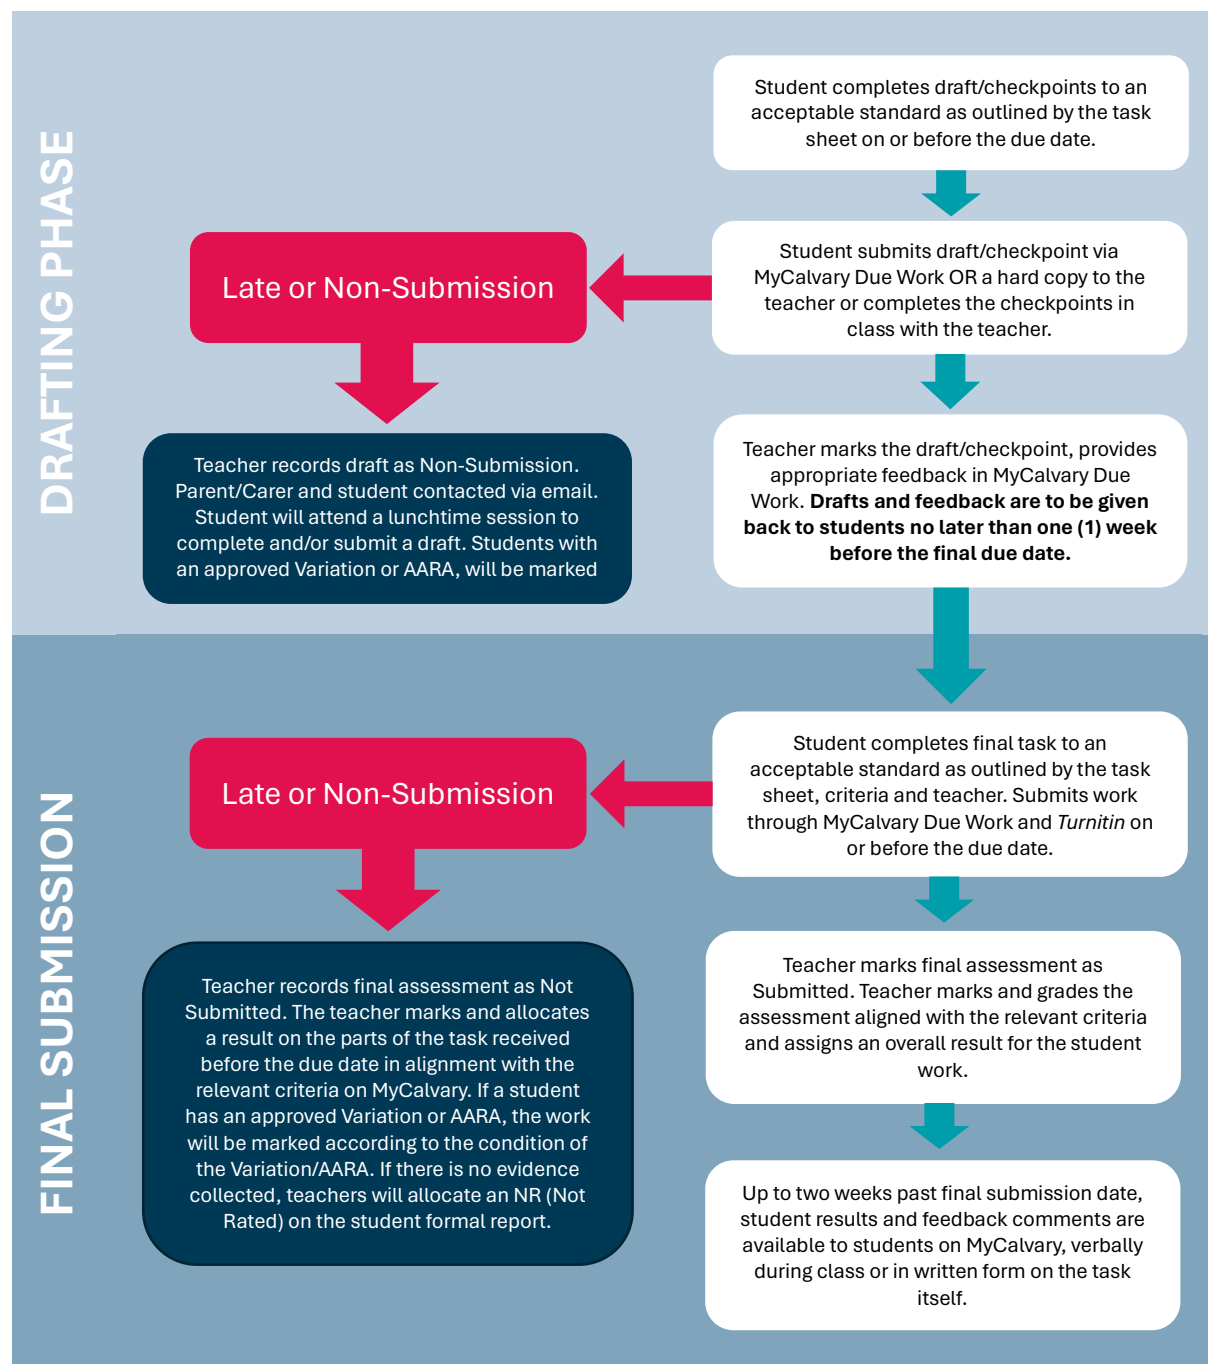 DRAFTING PHASE
Student completes draft/checkpoints to an
acceptable standard as outlined by the task
sheet on or before the due date.
Student submits draft/checkpoint via
MyCalvary Due Work OR a hard copy to the
teacher or completes the checkpoints in
class with the teacher.
Late or Non-Submission
Teacher records draft as Non-Submission.
Parent/Carer and student contacted via email.
Student will attend a lunchtime session to
complete and/or submit a draft. Students with
an approved Variation or AARA, will be marked
Teacher marks the draft/checkpoint, provides
appropriate feedback in MyCalvary Due
Work. Drafts and feedback are to be given
back to students no later than one (1) week
before the final due date.
FINAL SUBMISSION
Student completes final task to an
acceptable standard as outlined by the task
sheet, criteria and teacher. Submits work
through MyCalvary Due Work and Turnitin on
or before the due date.
Late or Non-Submission
Teacher records final assessment as Not
Submitted. The teacher marks and allocates
a result on the parts of the task received
before the due date in alignment with the
relevant criteria on MyCalvary. If a student
has an approved Variation or AARA, the work
will be marked according to the condition of
the Variation/AARA. If there is no evidence
collected, teachers will allocate an NR (Not
Rated) on the student formal report.
Teacher marks final assessment as
Submitted. Teacher marks and grades the
assessment aligned with the relevant criteria
and assigns an overall result for the student
work.
Up to two weeks past final submission date,
student results and feedback comments are
available to students on MyCalvary, verbally
during class or in written form on the task
itself.